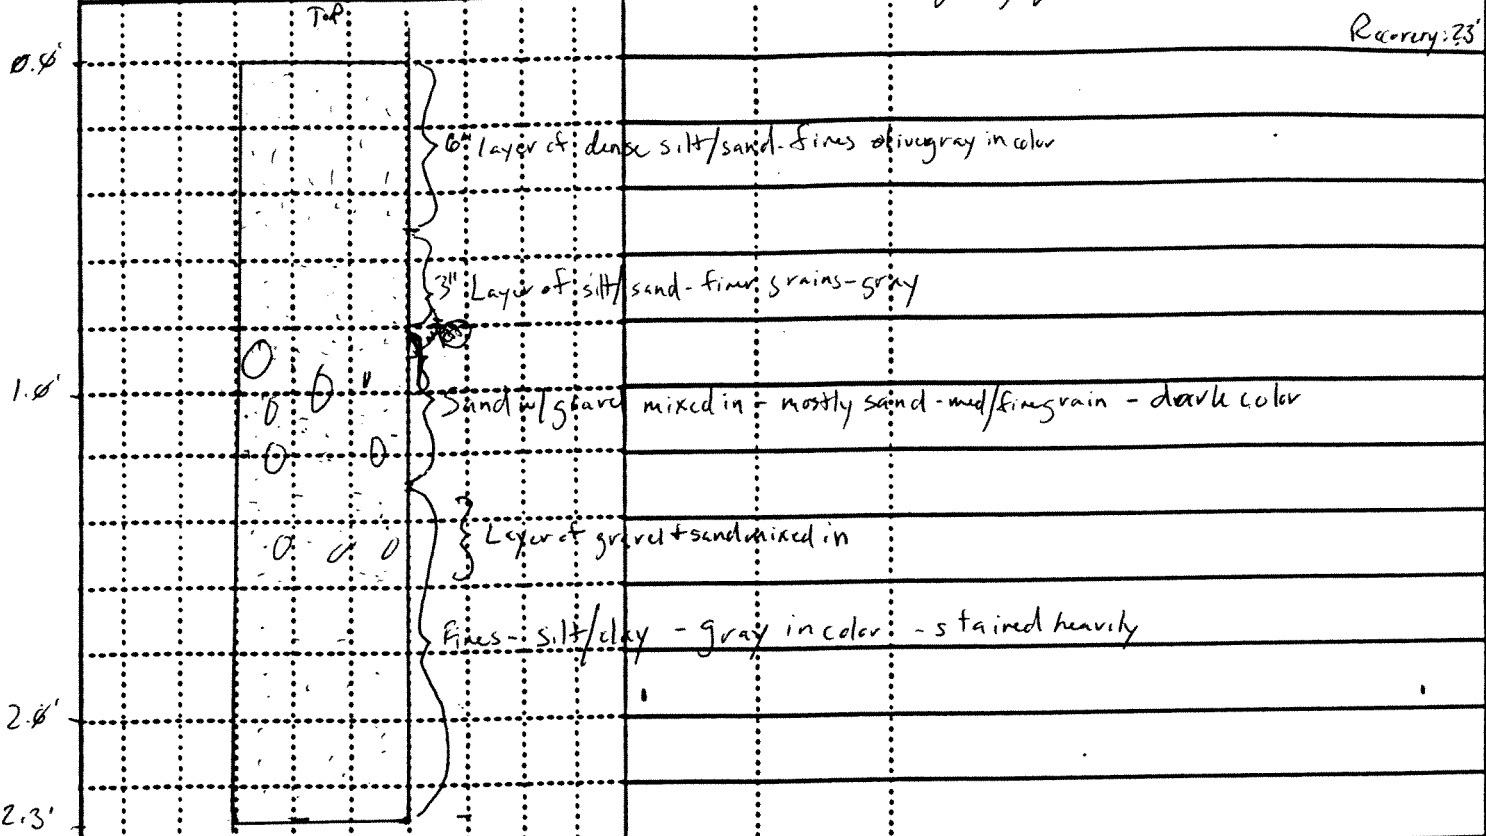 TOP
Recovery: 2.3'
0.0'
6" layer of dense silt/sand-fines olive gray in color
3" Layer of silt/sand - finer grains - gray
1.0'
Sand w/ gravel mixed in - mostly sand - med/fine grain - dark color
Layer of gravel + sand mixed in
Fines - silt/clay - gray in color - stained heavily
2.0'
2.3'